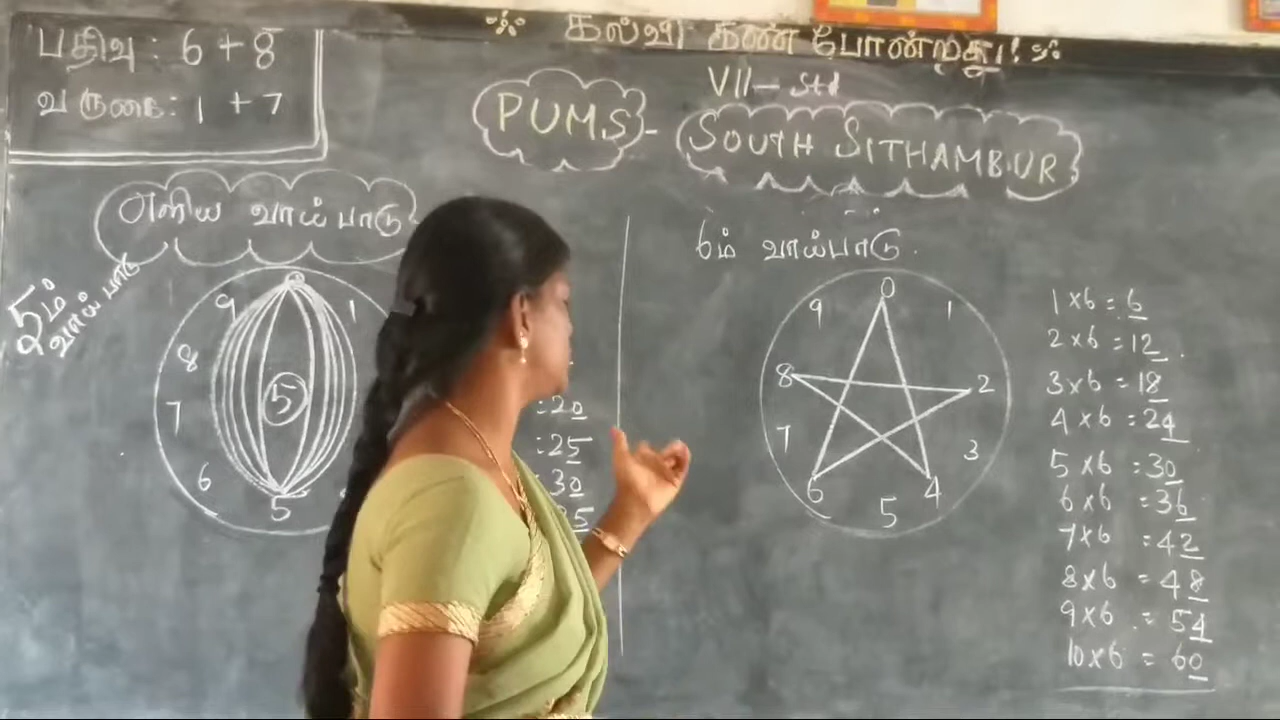 கல்வி கண் போன்றது!
பதிவு : 6 + 8
வருகை : 1 + 7
VII - Std
PUMS - SOUTH SITHAMBUR
எளிய வாய்பாடு
5ம் வாய்பாடு
0
9 1
8
7 5
6
5
:20
:25
:30
35
6ம் வாய்பாடு.
0
9 1
8 2
7 3
6 4
5
1 x 6 = 6
2 x 6 = 12
3 x 6 = 18
4 x 6 = 24
5 x 6 = 30
6 x 6 = 36
7 x 6 = 42
8 x 6 = 48
9 x 6 = 54
10 x 6 = 60